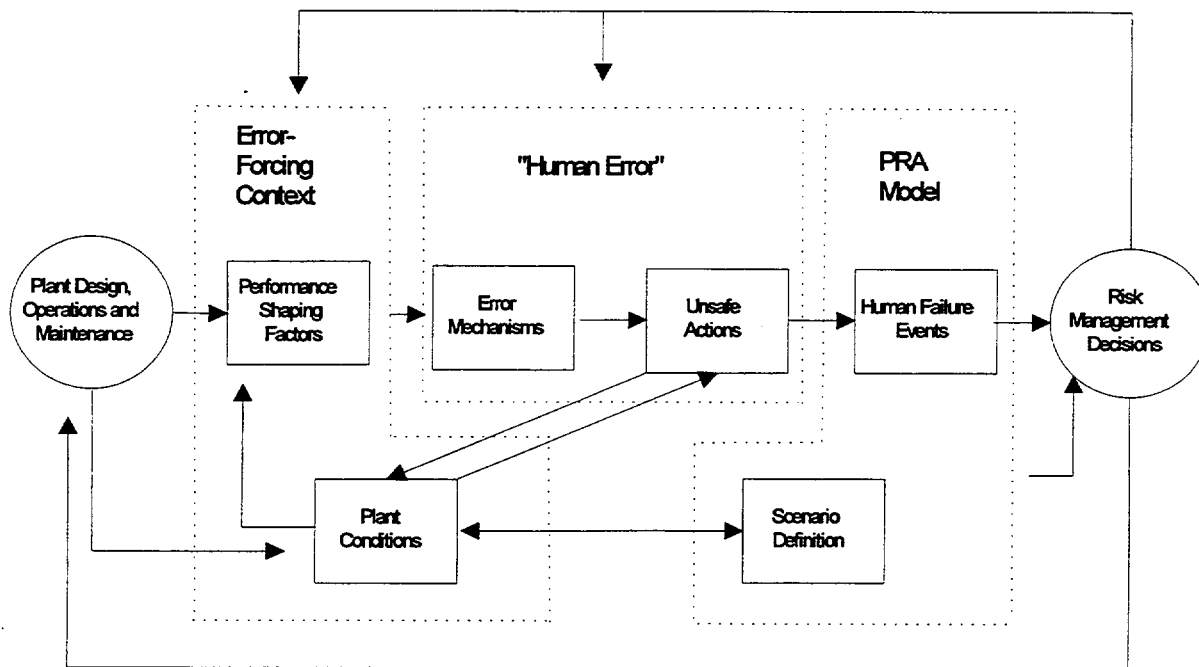 Error-
Forcing
Context
"Human Error"
PRA
Model
Plant Design,
Operations and
Maintenance
Performance
Shaping
Factors
Error
Mechanisms
Unsafe
Actions
Human Failure
Events
Risk
Management
Decisions
Plant
Conditions
Scenario
Definition